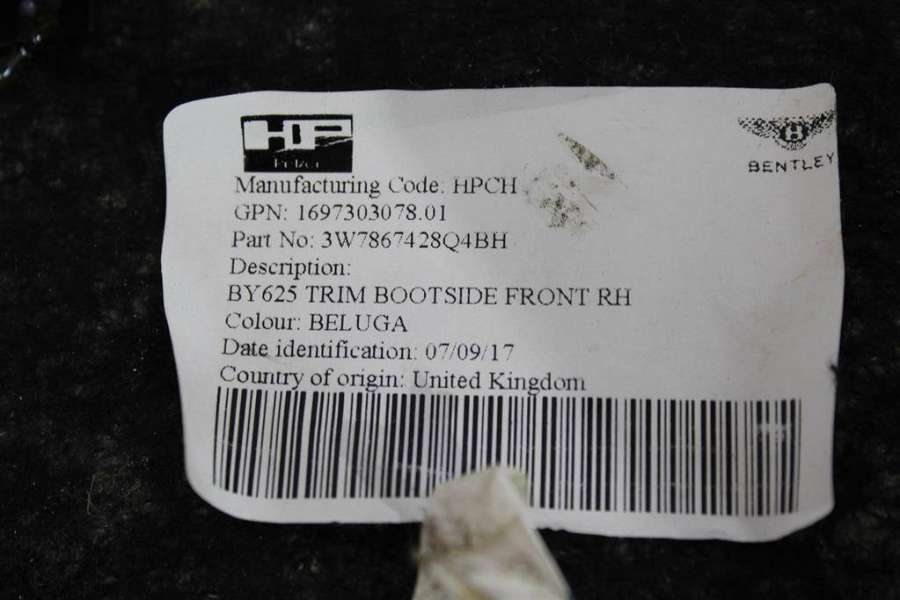 HP
Pelzer
BENTLEY
Manufacturing Code: HPCH
GPN: 1697303078.01
Part No: 3W7867428Q4BH
Description:
BY625 TRIM BOOTSIDE FRONT RH
Colour: BELUGA
Date identification: 07/09/17
Country of origin: United Kingdom